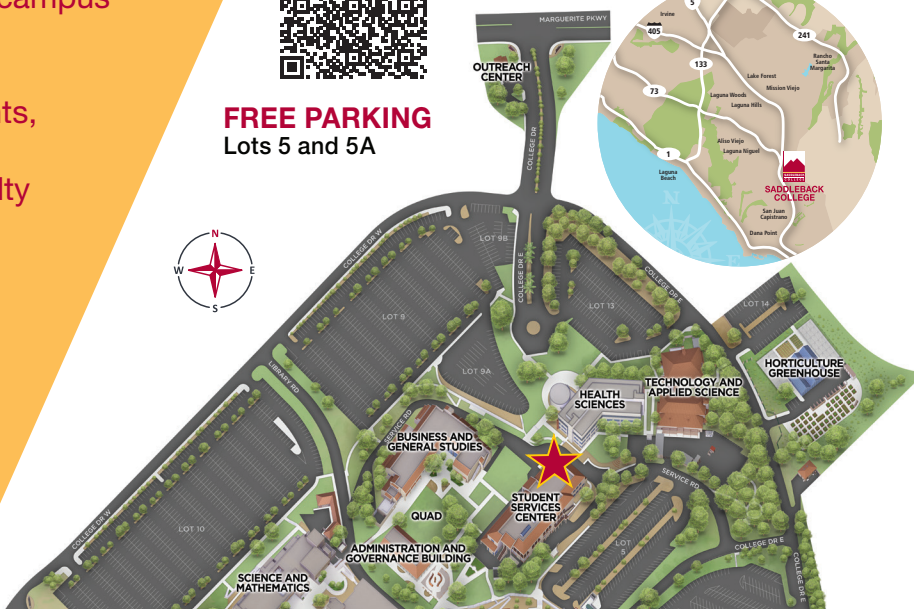 campus
ts,
lty
FREE PARKING
Lots 5 and 5A
N
W
E
S
MARGUERITE PKWY
OUTREACH
CENTER
COLLEGE DR
5
Irvine
405
241
133
Rancho
Santa
Margarita
Lake Forest
73
Mission Viejo
Laguna Woods
Laguna Hills
Aliso Viejo
1
Laguna Niguel
Laguna
Beach
SADDLEBACK
COLLEGE
N
San Juan
Capistrano
Dana Point
E
COLLEGE DR W
LOT 9B
COLLEGE DR E
COLLEGE DR E
LOT 9
LOT 13
LOT 14
LIBRARY RD
LOT 9A
HORTICULTURE
GREENHOUSE
TECHNOLOGY AND
APPLIED SCIENCE
HEALTH
SCIENCES
SERVICE RD
BUSINESS AND
GENERAL STUDIES
SERVICE RD
STUDENT
SERVICES
CENTER
QUAD
LOT 10
COLLEGE DR W
LOT
5
COLLEGE DR E
ADMINISTRATION AND
GOVERNANCE BUILDING
COLLEGE DR E
SCIENCE AND
MATHEMATICS